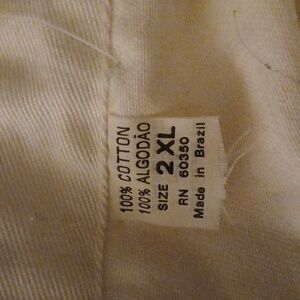 100% COTTON
100% ALGODÃO
SIZE 2XL
RN 60350
Made in Brazil